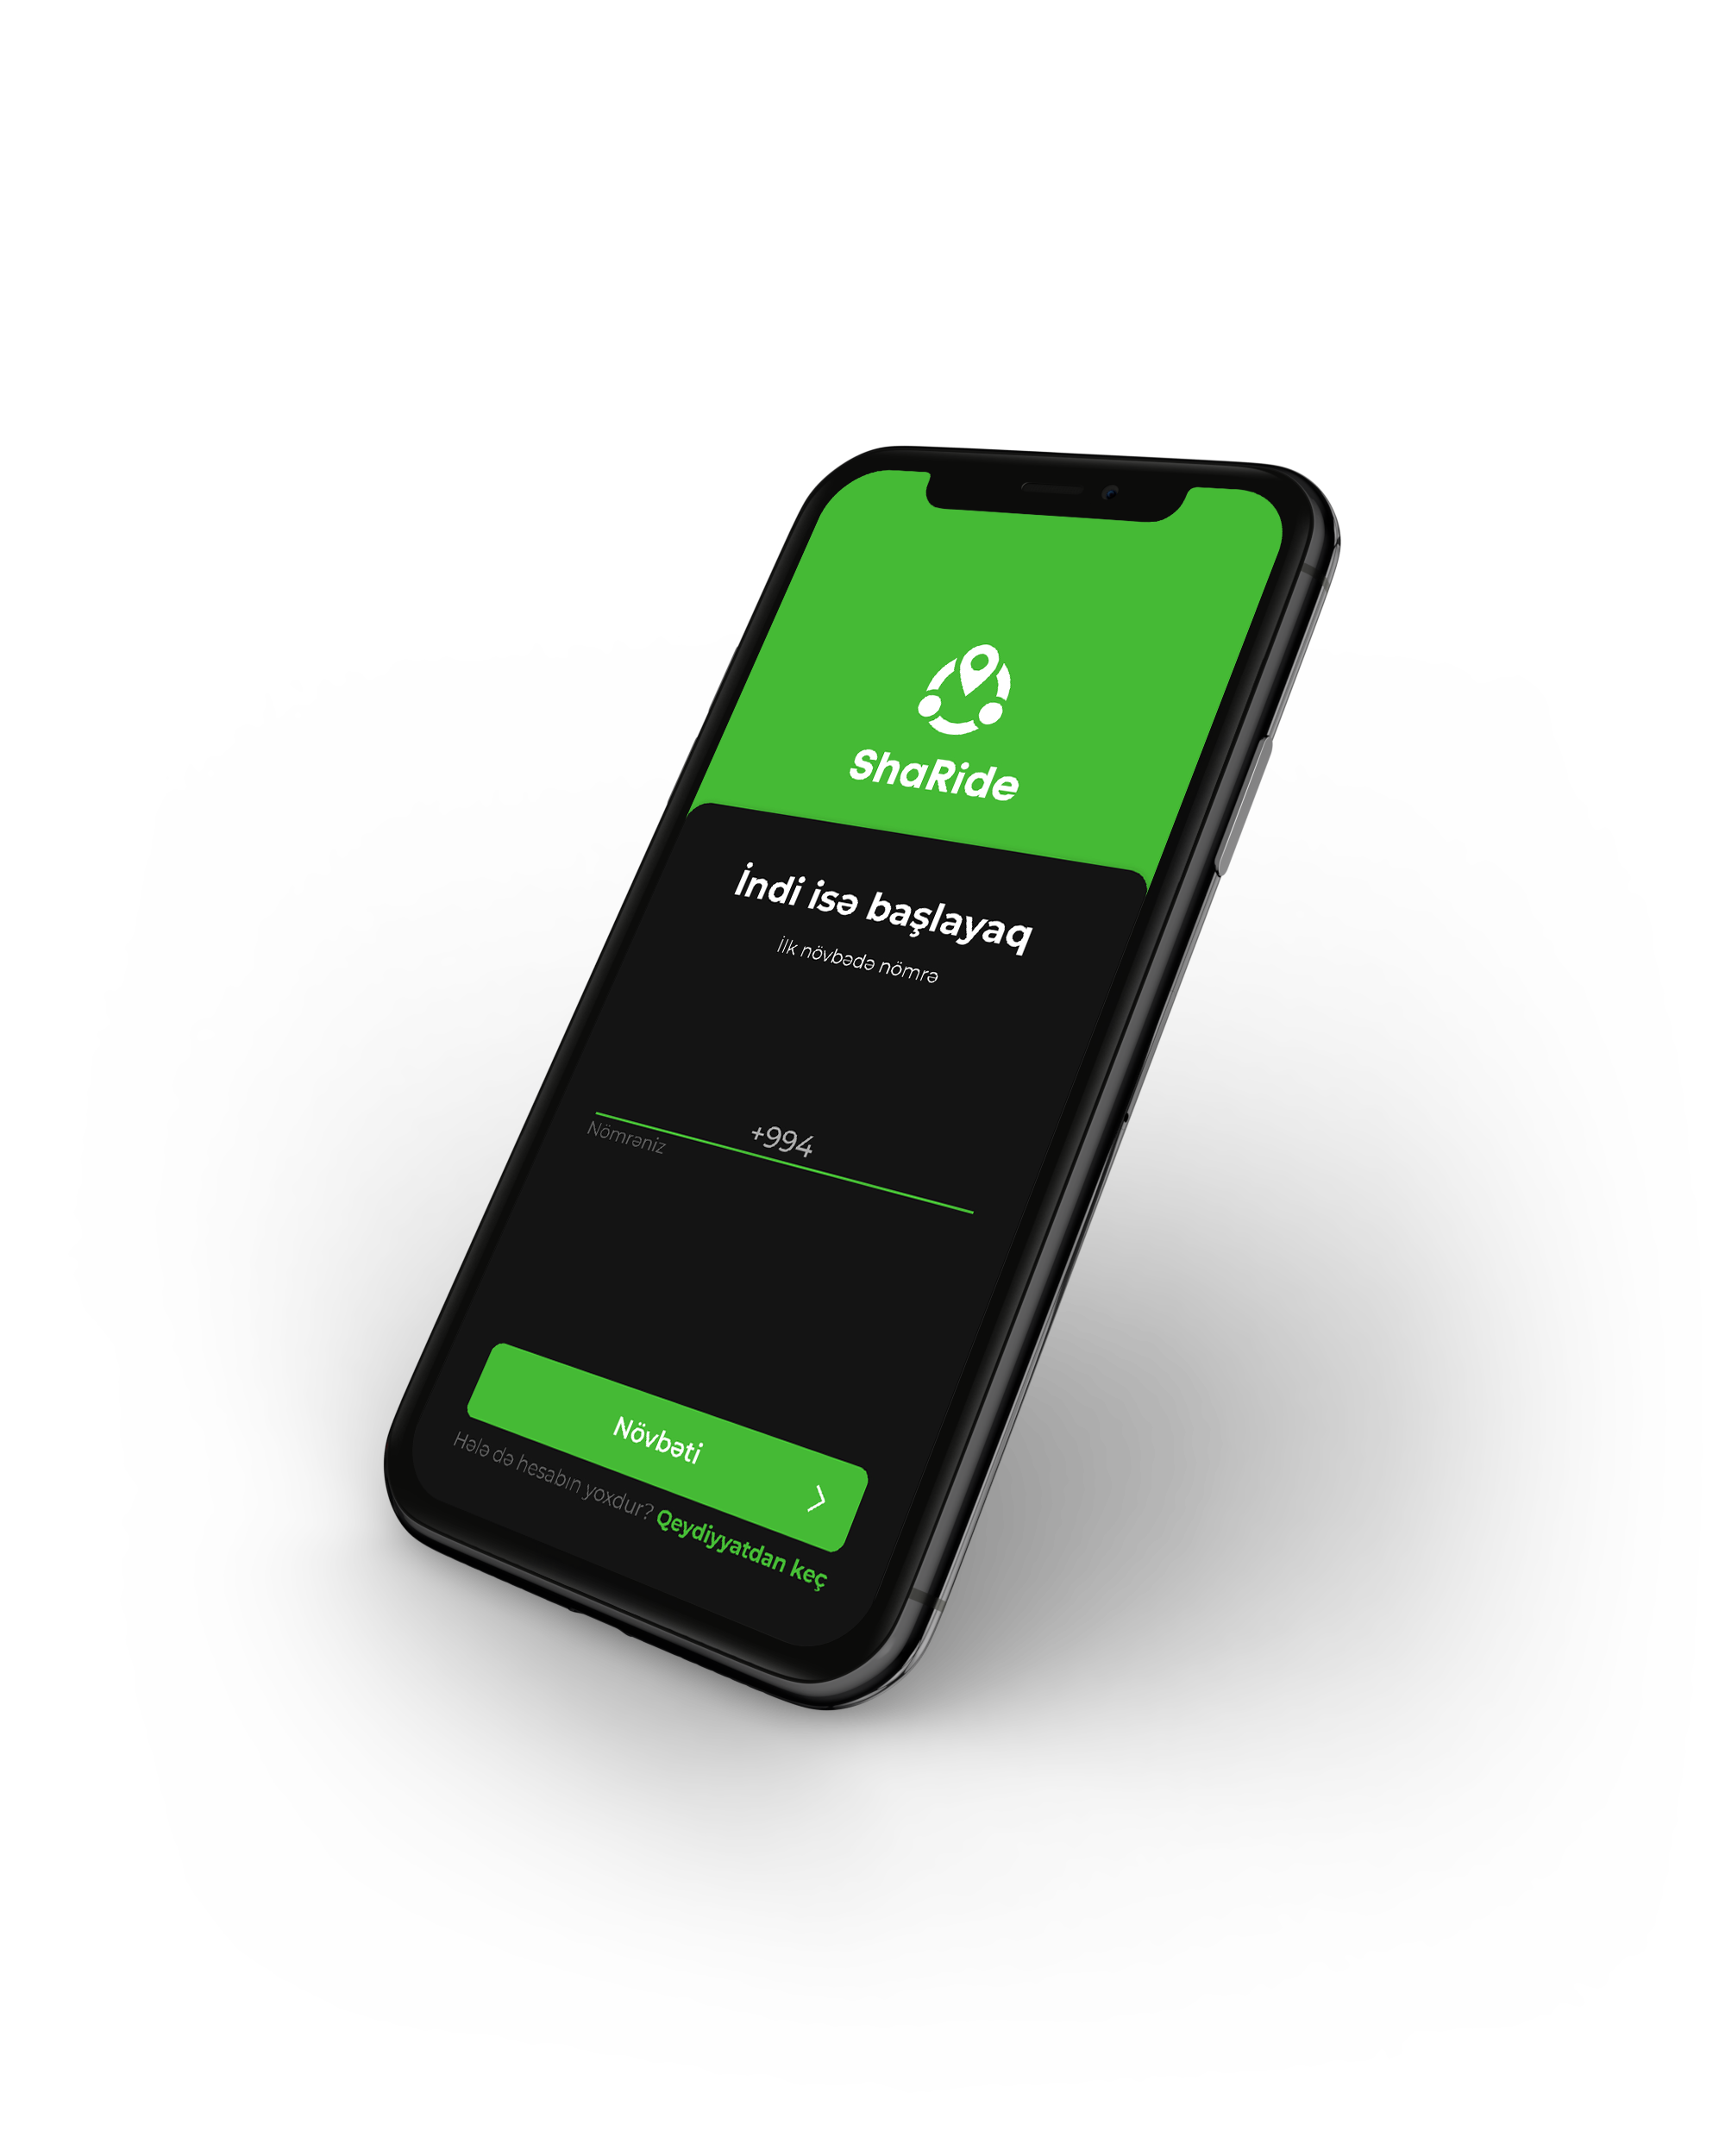 ShaRide
İndi isə başlayaq
İlk növbədə nömrə
+994
Nömrəniz
Növbəti
Hələ də hesabın yoxdur? Qeydiyyatdan keç